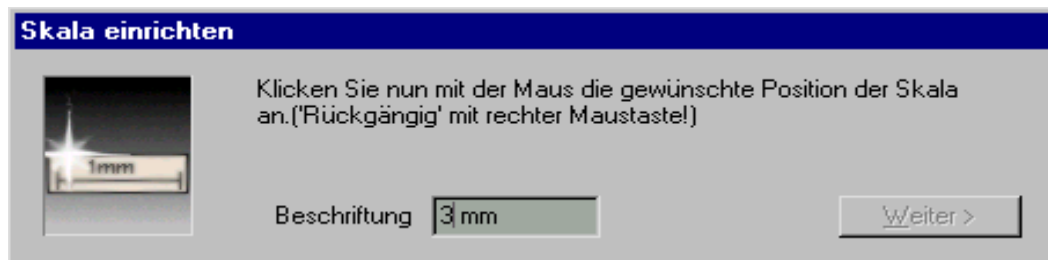 Skala einrichten
Klicken Sie nun mit der Maus die gewünschte Position der Skala
an.('Rückgängig' mit rechter Maustaste!)
1mm
Beschriftung 3 mm Weiter >